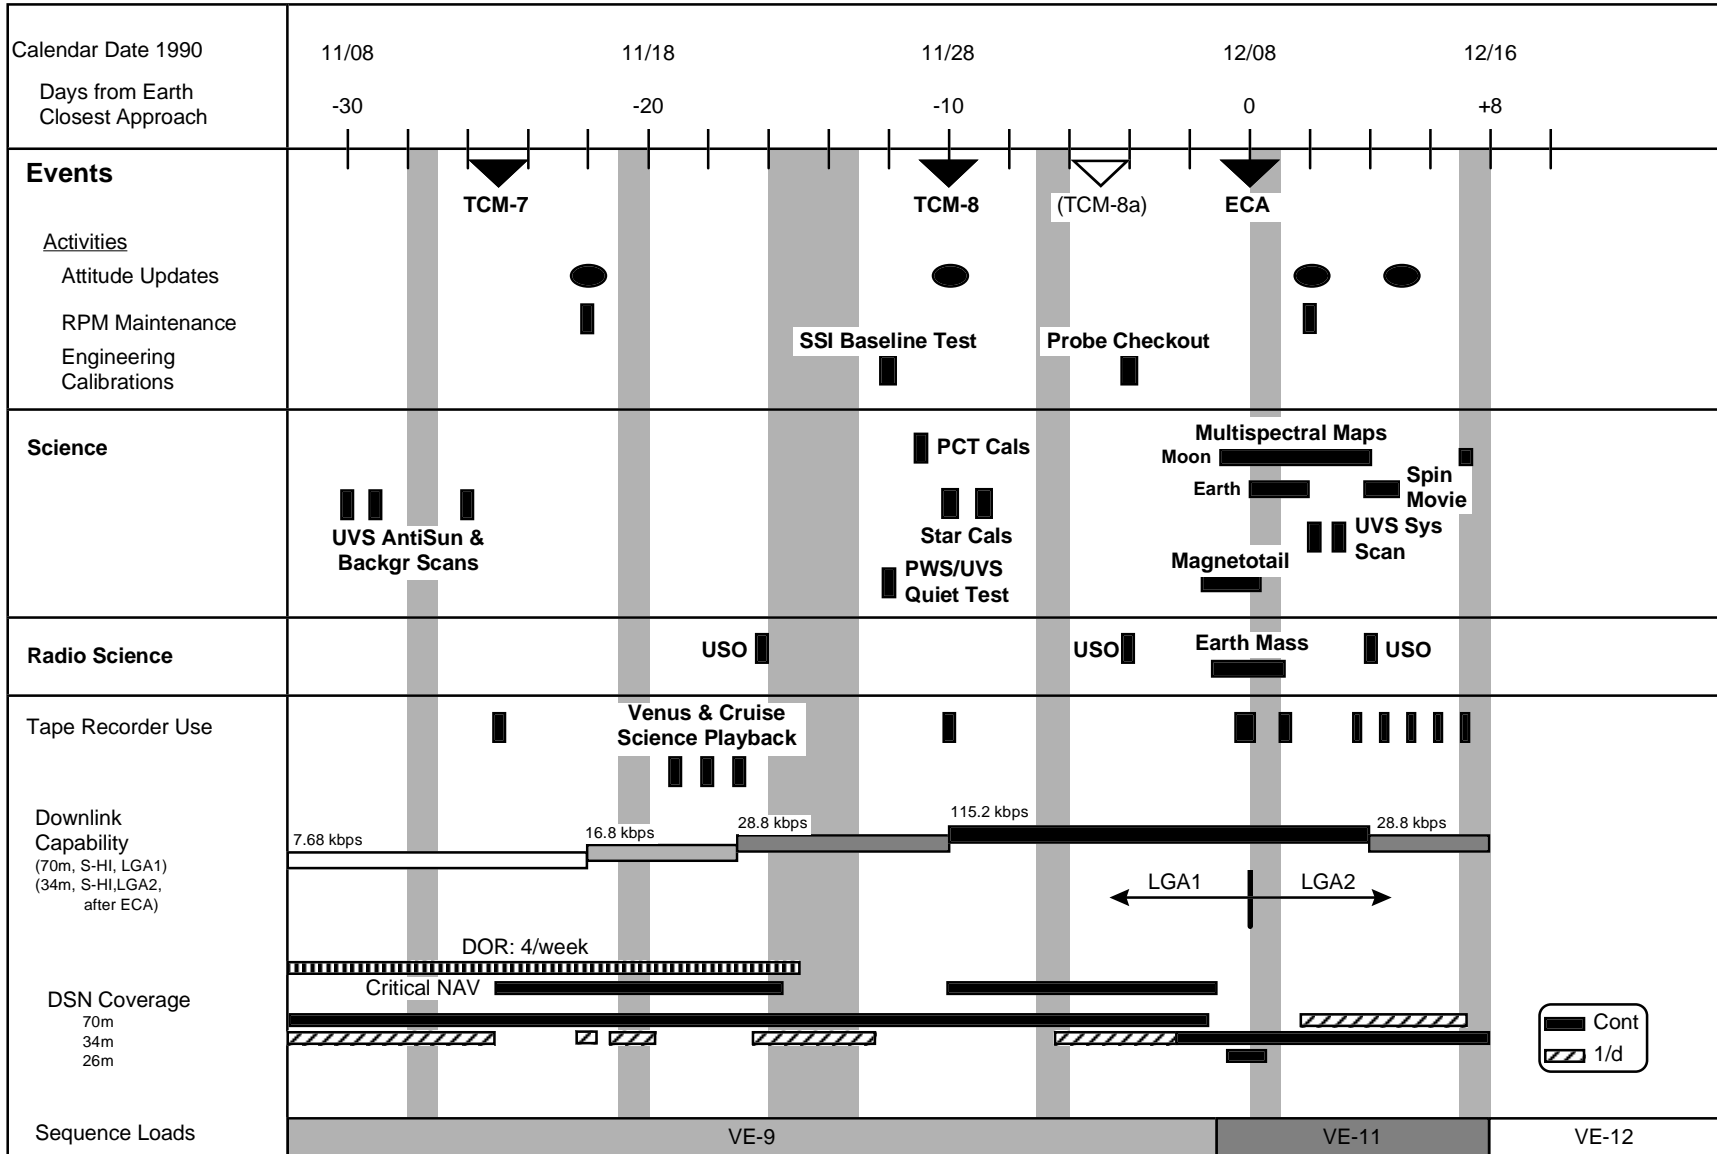 Calendar Date 1990 11/08 11/18 11/28 12/08 12/16
Days from Earth
Closest Approach -30 -20 -10 0 +8
Events
TCM-7 TCM-8 (TCM-8a) ECA
Activities
Attitude Updates
RPM Maintenance
SSI Baseline Test Probe Checkout
Engineering
Calibrations
Science
PCT Cals
Multispectral Maps
Moon
Earth
Spin
Movie
UVS AntiSun &
Backgr Scans
Star Cals
UVS Sys
Scan
PWS/UVS
Quiet Test
Magnetotail
Radio Science
USO USO Earth Mass USO
Tape Recorder Use
Venus & Cruise
Science Playback
Downlink
Capability
(70m, S-HI, LGA1)
(34m, S-HI,LGA2,
after ECA)
7.68 kbps 16.8 kbps 28.8 kbps 115.2 kbps 28.8 kbps
LGA1 LGA2
DOR: 4/week
Critical NAV
DSN Coverage
70m
34m
26m
Cont
1/d
Sequence Loads VE-9 VE-11 VE-12